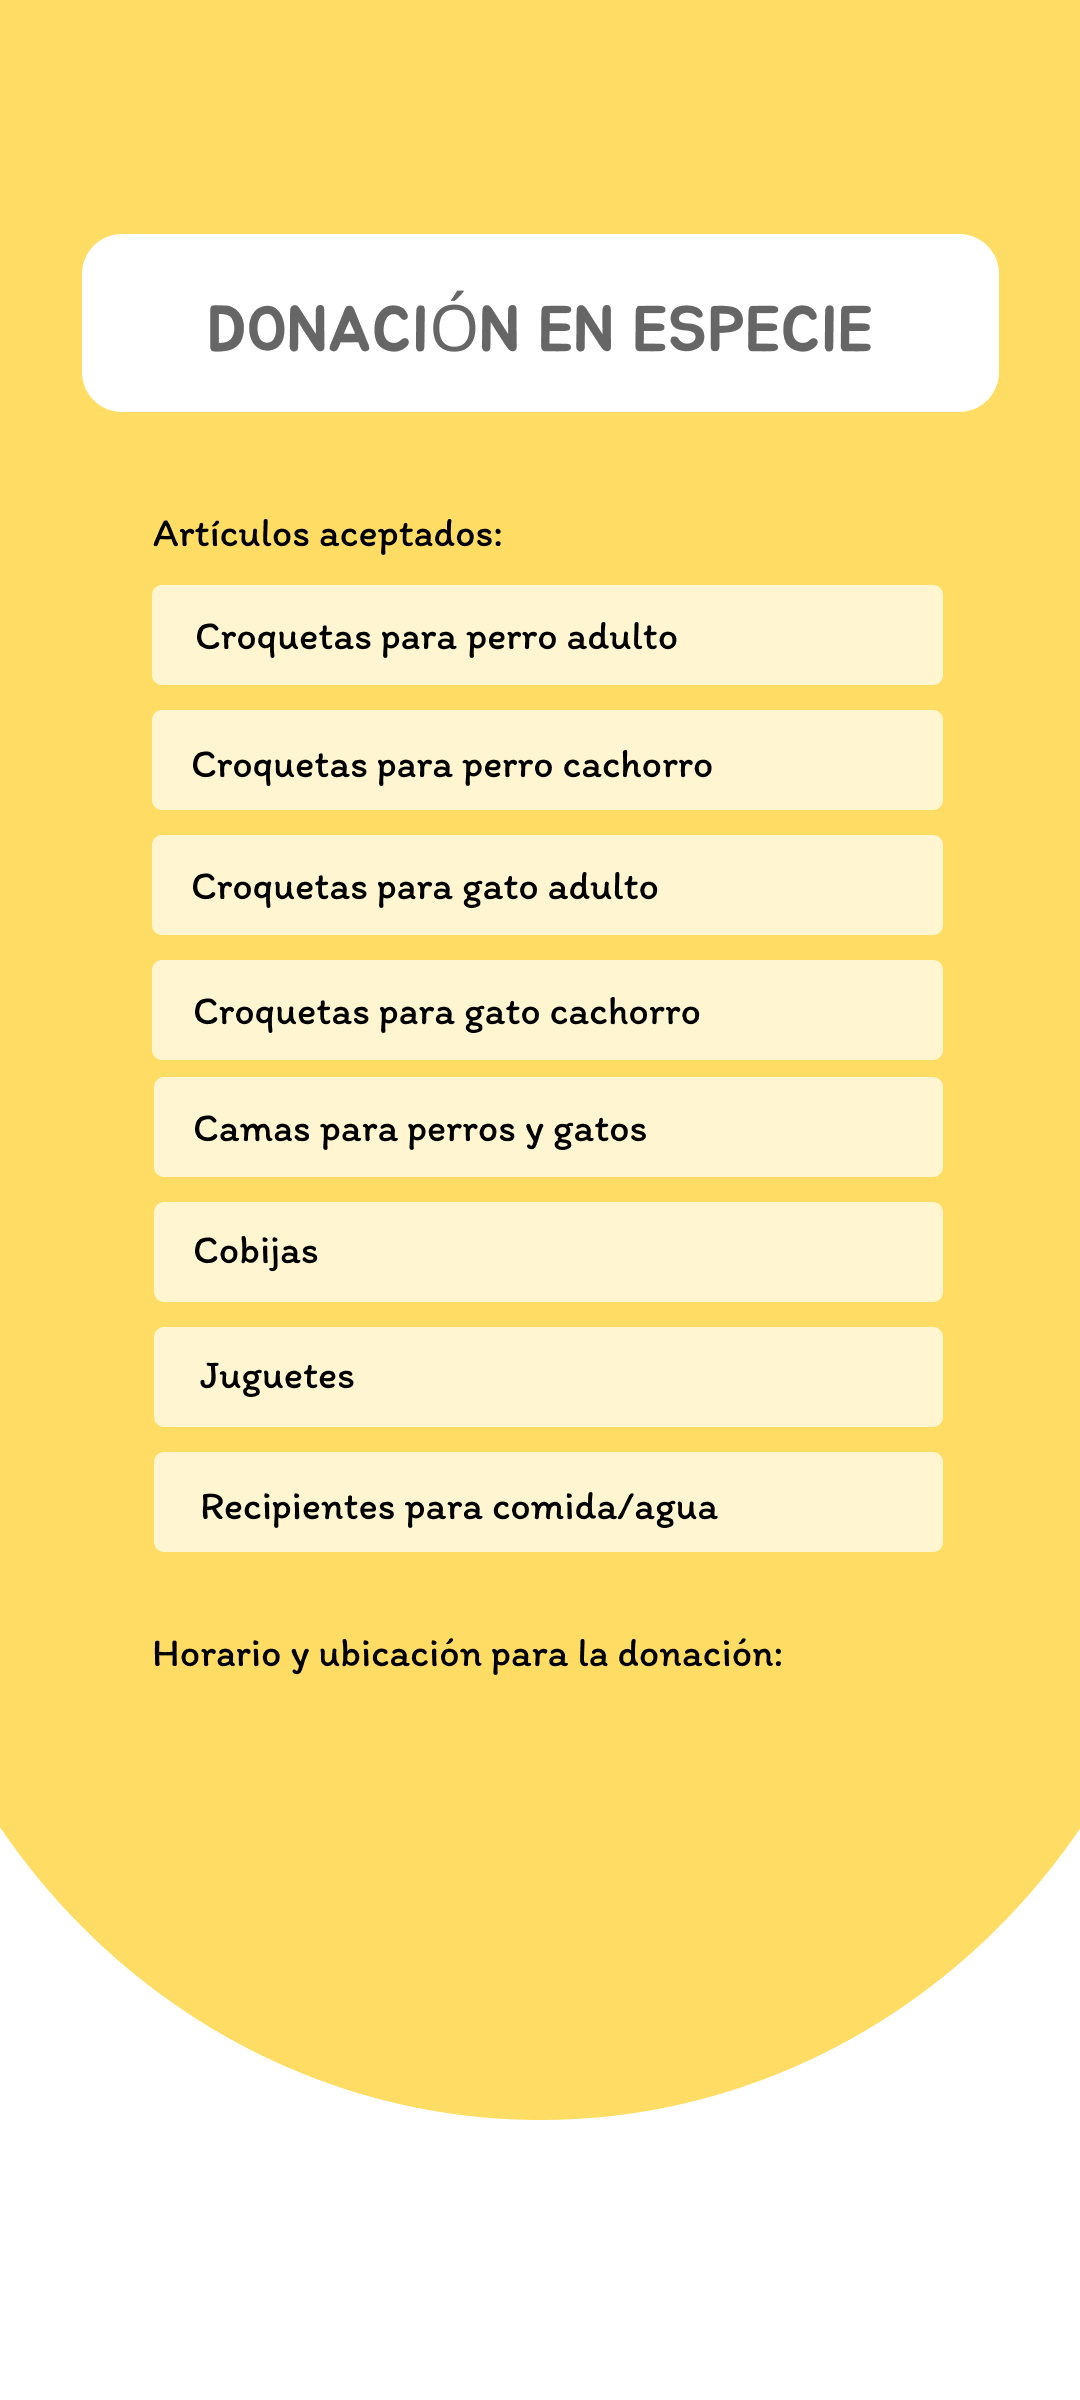 DONACIÓN EN ESPECIE
Artículos aceptados:
Croquetas para perro adulto
Croquetas para perro cachorro
Croquetas para gato adulto
Croquetas para gato cachorro
Camas para perros y gatos
Cobijas
Juguetes
Recipientes para comida/agua
Horario y ubicación para la donación: